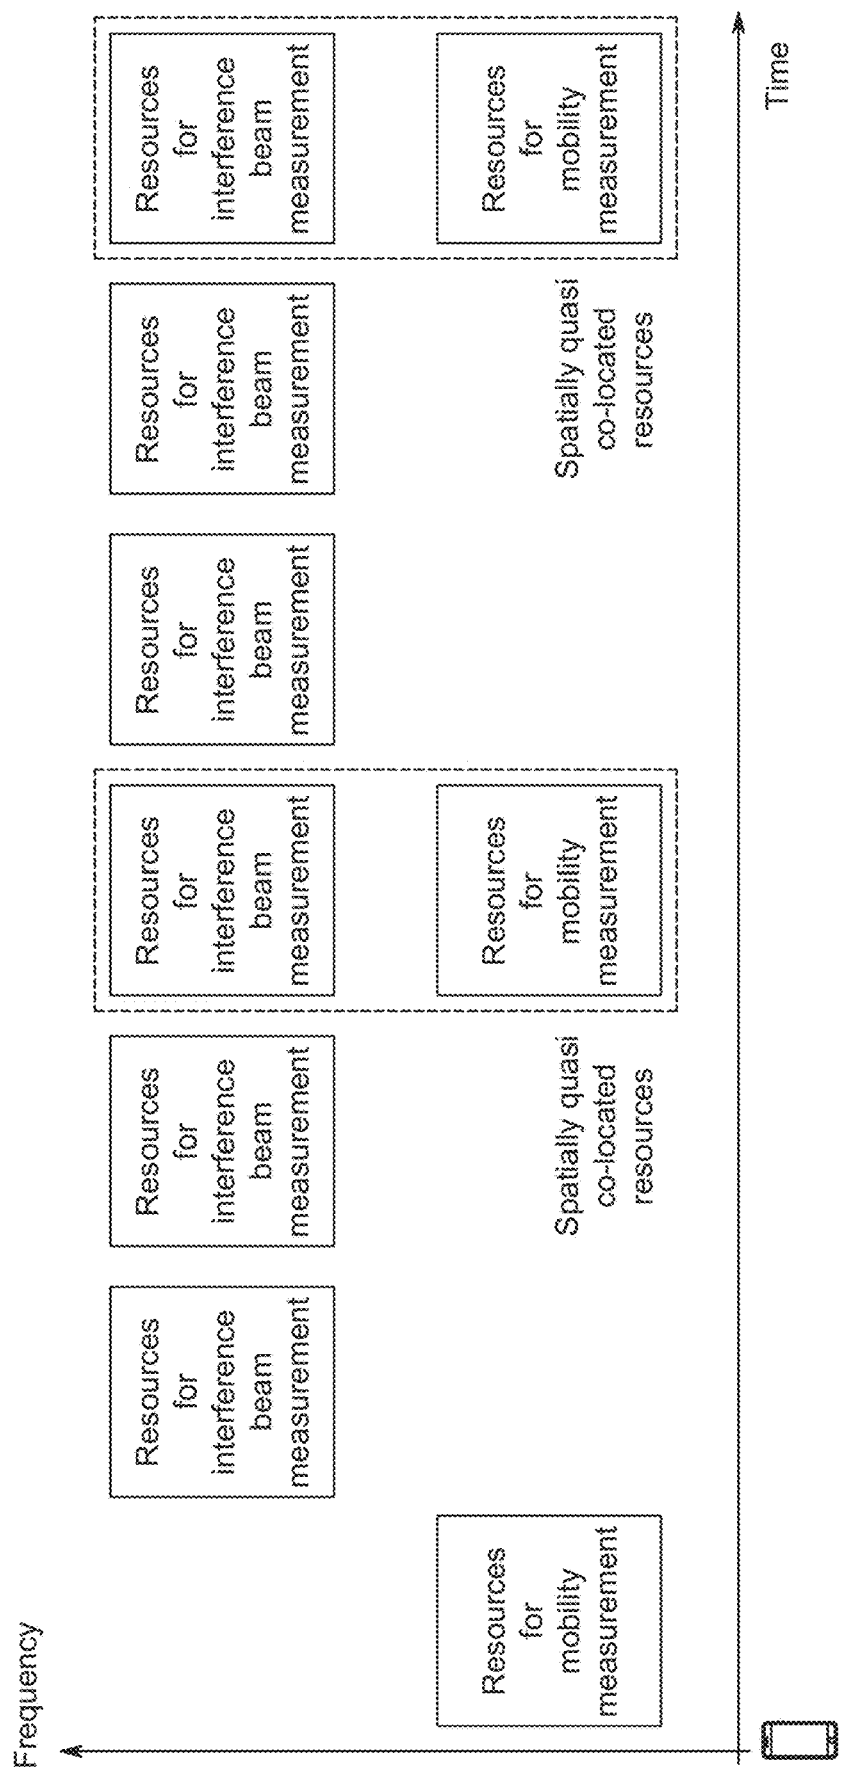 Frequency
Resources
for
mobility
measurement
Resources
for
interference
beam
measurement
Resources
for
interference
beam
measurement
Spatially quasi
co-located
resources
Resources
for
interference
beam
measurement
Resources
for
mobility
measurement
Resources
for
interference
beam
measurement
Resources
for
interference
beam
measurement
Spatially quasi
co-located
resources
Resources
for
interference
beam
measurement
Resources
for
mobility
measurement
Time